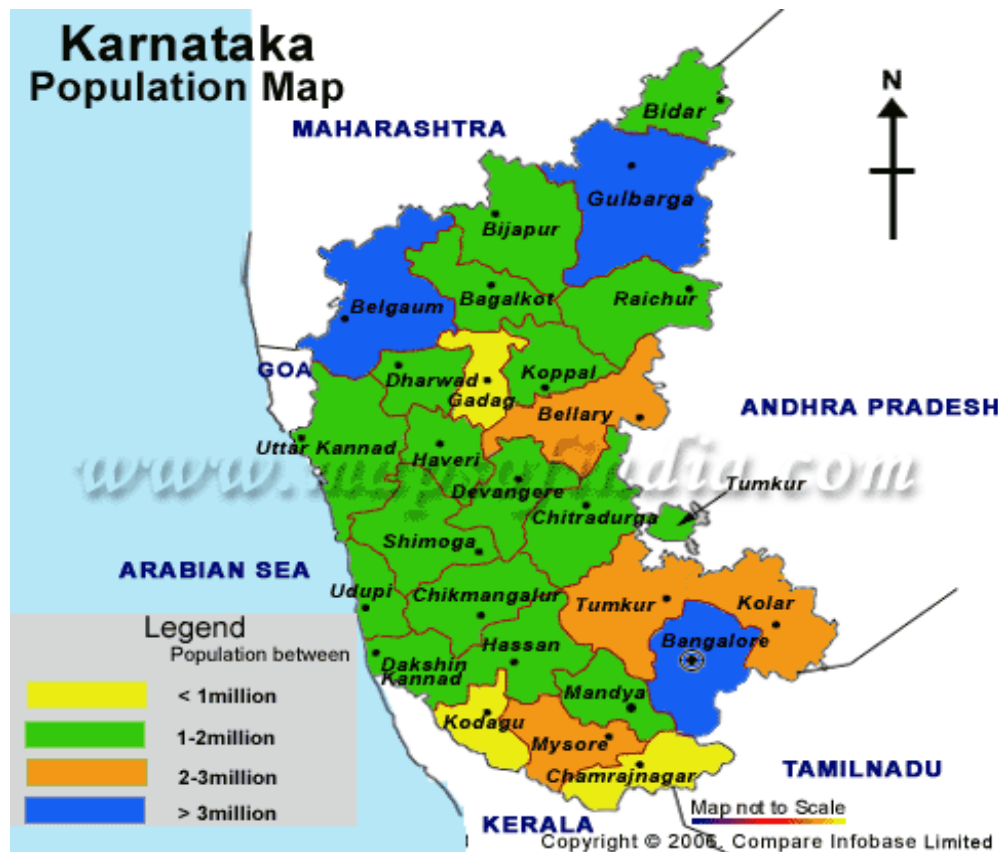 Karnataka
Population Map
N
MAHARASHTRA
Bidar
Gulbarga
Bijapur
Belgaum
Bagalkot
Raichur
GOA
Dharwad
Koppal
Gadag
Bellary
ANDHRA PRADESH
Uttar Kannad
Haveri
www.mapsofindia.com
Devangere
Tumkur
Chitradurga
Shimoga
ARABIAN SEA
Udupi
Chikmangalur
Tumkur
Kolar
Hassan
Bangalore
Dakshin
Kannad
Mandya
Kodagu
Mysore
Chamrajnagar
TAMILNADU
KERALA
Legend
Population between
< 1million
1-2million
2-3million
> 3million
Map not to Scale
Copyright © 2006, Compare Infobase Limited